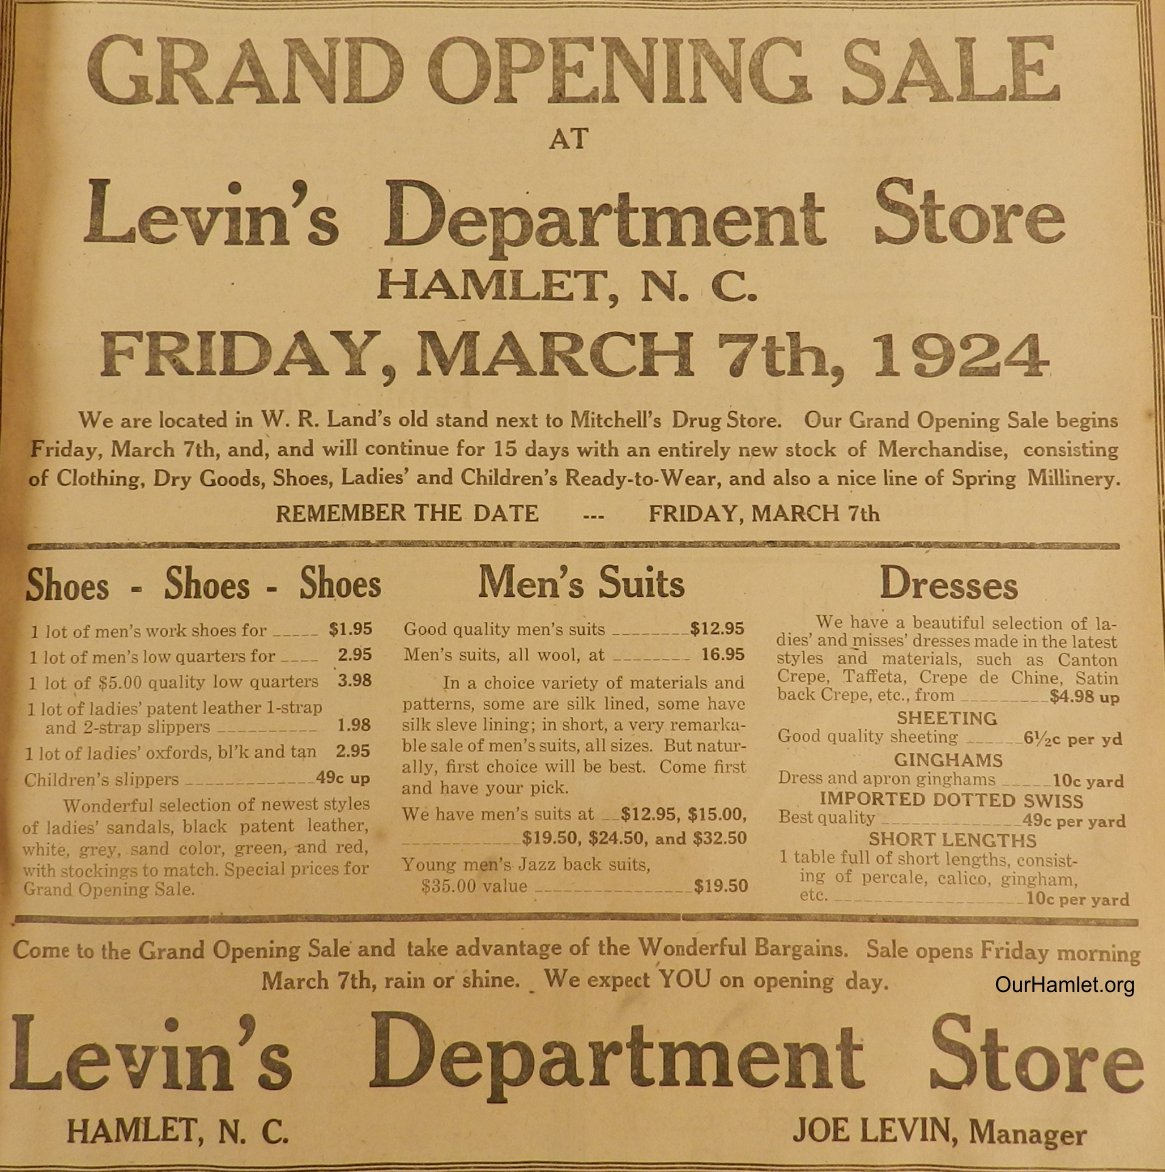 GRAND OPENING SALE
AT
Levin's Department Store
HAMLET, N. C.
FRIDAY, MARCH 7th, 1924
We are located in W. R. Land's old stand next to Mitchell's Drug Store. Our Grand Opening Sale begins
Friday, March 7th, and, and will continue for 15 days with an entirely new stock of Merchandise, consisting
of Clothing, Dry Goods, Shoes, Ladies' and Children's Ready-to-Wear, and also a nice line of Spring Millinery.
REMEMBER THE DATE --- FRIDAY, MARCH 7th
Shoes - Shoes - Shoes
1 lot of men's work shoes for _____ $1.95
1 lot of men's low quarters for ____ 2.95
1 lot of $5.00 quality low quarters 3.98
1 lot of ladies' patent leather 1-strap
and 2-strap slippers ___________ 1.98
1 lot of ladies' oxfords, bl'k and tan 2.95
Children's slippers ______________49c up
Wonderful selection of newest styles
of ladies' sandals, black patent leather,
white, grey, sand color, green, and red,
with stockings to match. Special prices for
Grand Opening Sale.
Men's Suits
Good quality men's suits ________$12.95
Men's suits, all wool, at ________ 16.95
In a choice variety of materials and
patterns, some are silk lined, some have
silk sleve lining; in short, a very remarka-
ble sale of men's suits, all sizes. But natur-
ally, first choice will be best. Come first
and have your pick.
We have men's suits at __$12.95, $15.00,
____________$19.50, $24.50, and $32.50
Young men's Jazz back suits,
$35.00 value _________________$19.50
Dresses
We have a beautiful selection of la-
dies' and misses' dresses made in the latest
styles and materials, such as Canton
Crepe, Taffeta, Crepe de Chine, Satin
back Crepe, etc., from __________$4.98 up
SHEETING
Good quality sheeting ______6½c per yd
GINGHAMS
Dress and apron ginghams _____10c yard
IMPORTED DOTTED SWISS
Best quality _______________49c per yard
SHORT LENGTHS
1 table full of short lengths, consist-
ing of percale, calico, gingham,
etc. ____________________10c per yard
Come to the Grand Opening Sale and take advantage of the Wonderful Bargains. Sale opens Friday morning
March 7th, rain or shine. We expect YOU on opening day.
OurHamlet.org
Levin's Department Store
HAMLET, N. C. JOE LEVIN, Manager